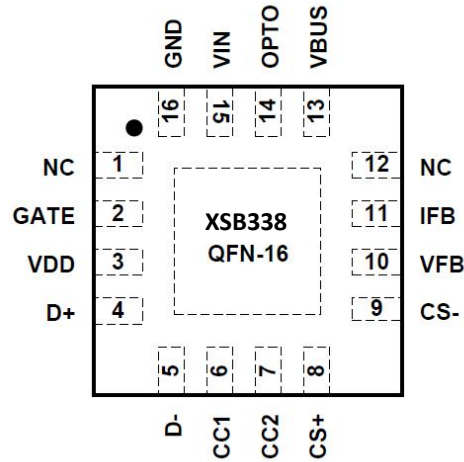 GND VIN OPTO VBUS
16 15 14 13
NC 1 12 NC
GATE 2 11 IFB
XSB338
VDD 3 10 VFB
QFN-16
D+ 4 9 CS-
5 6 7 8
D- CC1 CC2 CS+